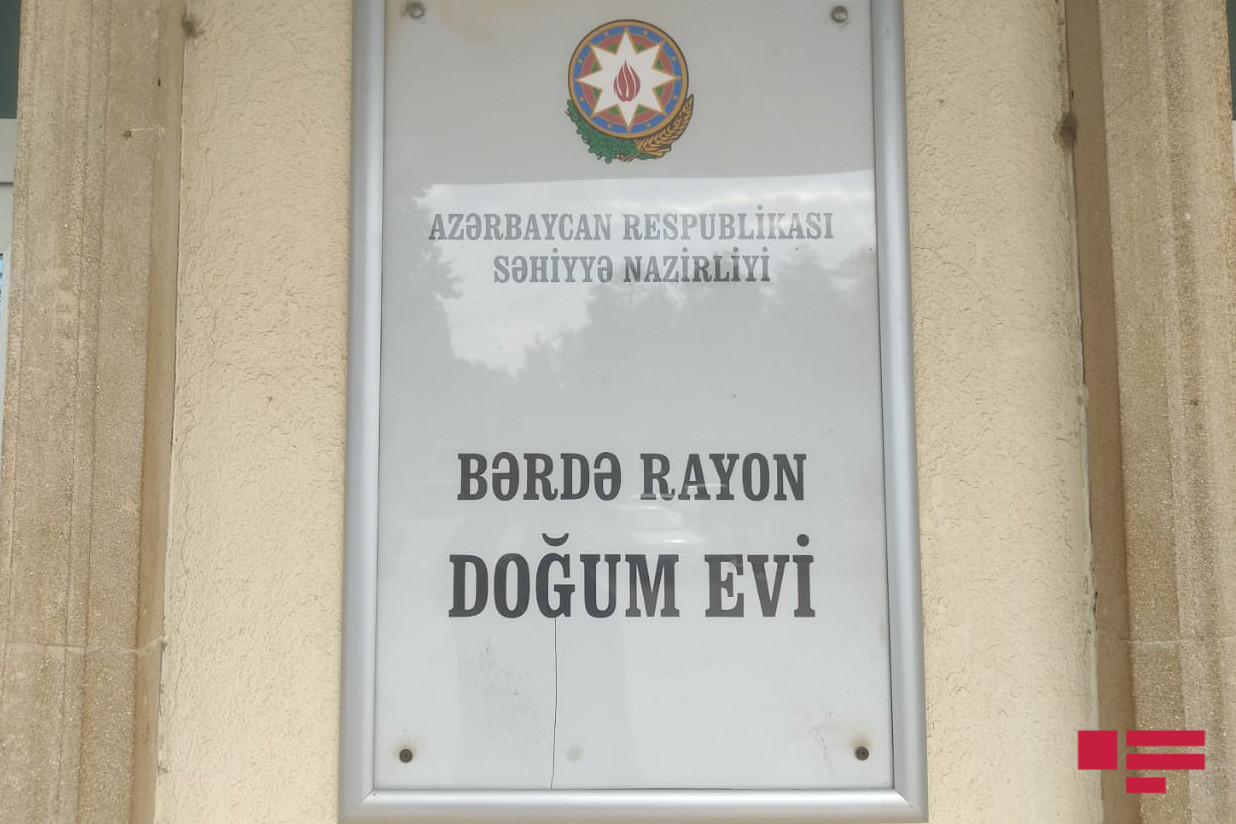 AZƏRBAYCAN RESPUBLİKASI
SƏHİYYƏ NAZİRLİYİ
BƏRDƏ RAYON
DOĞUM EVİ